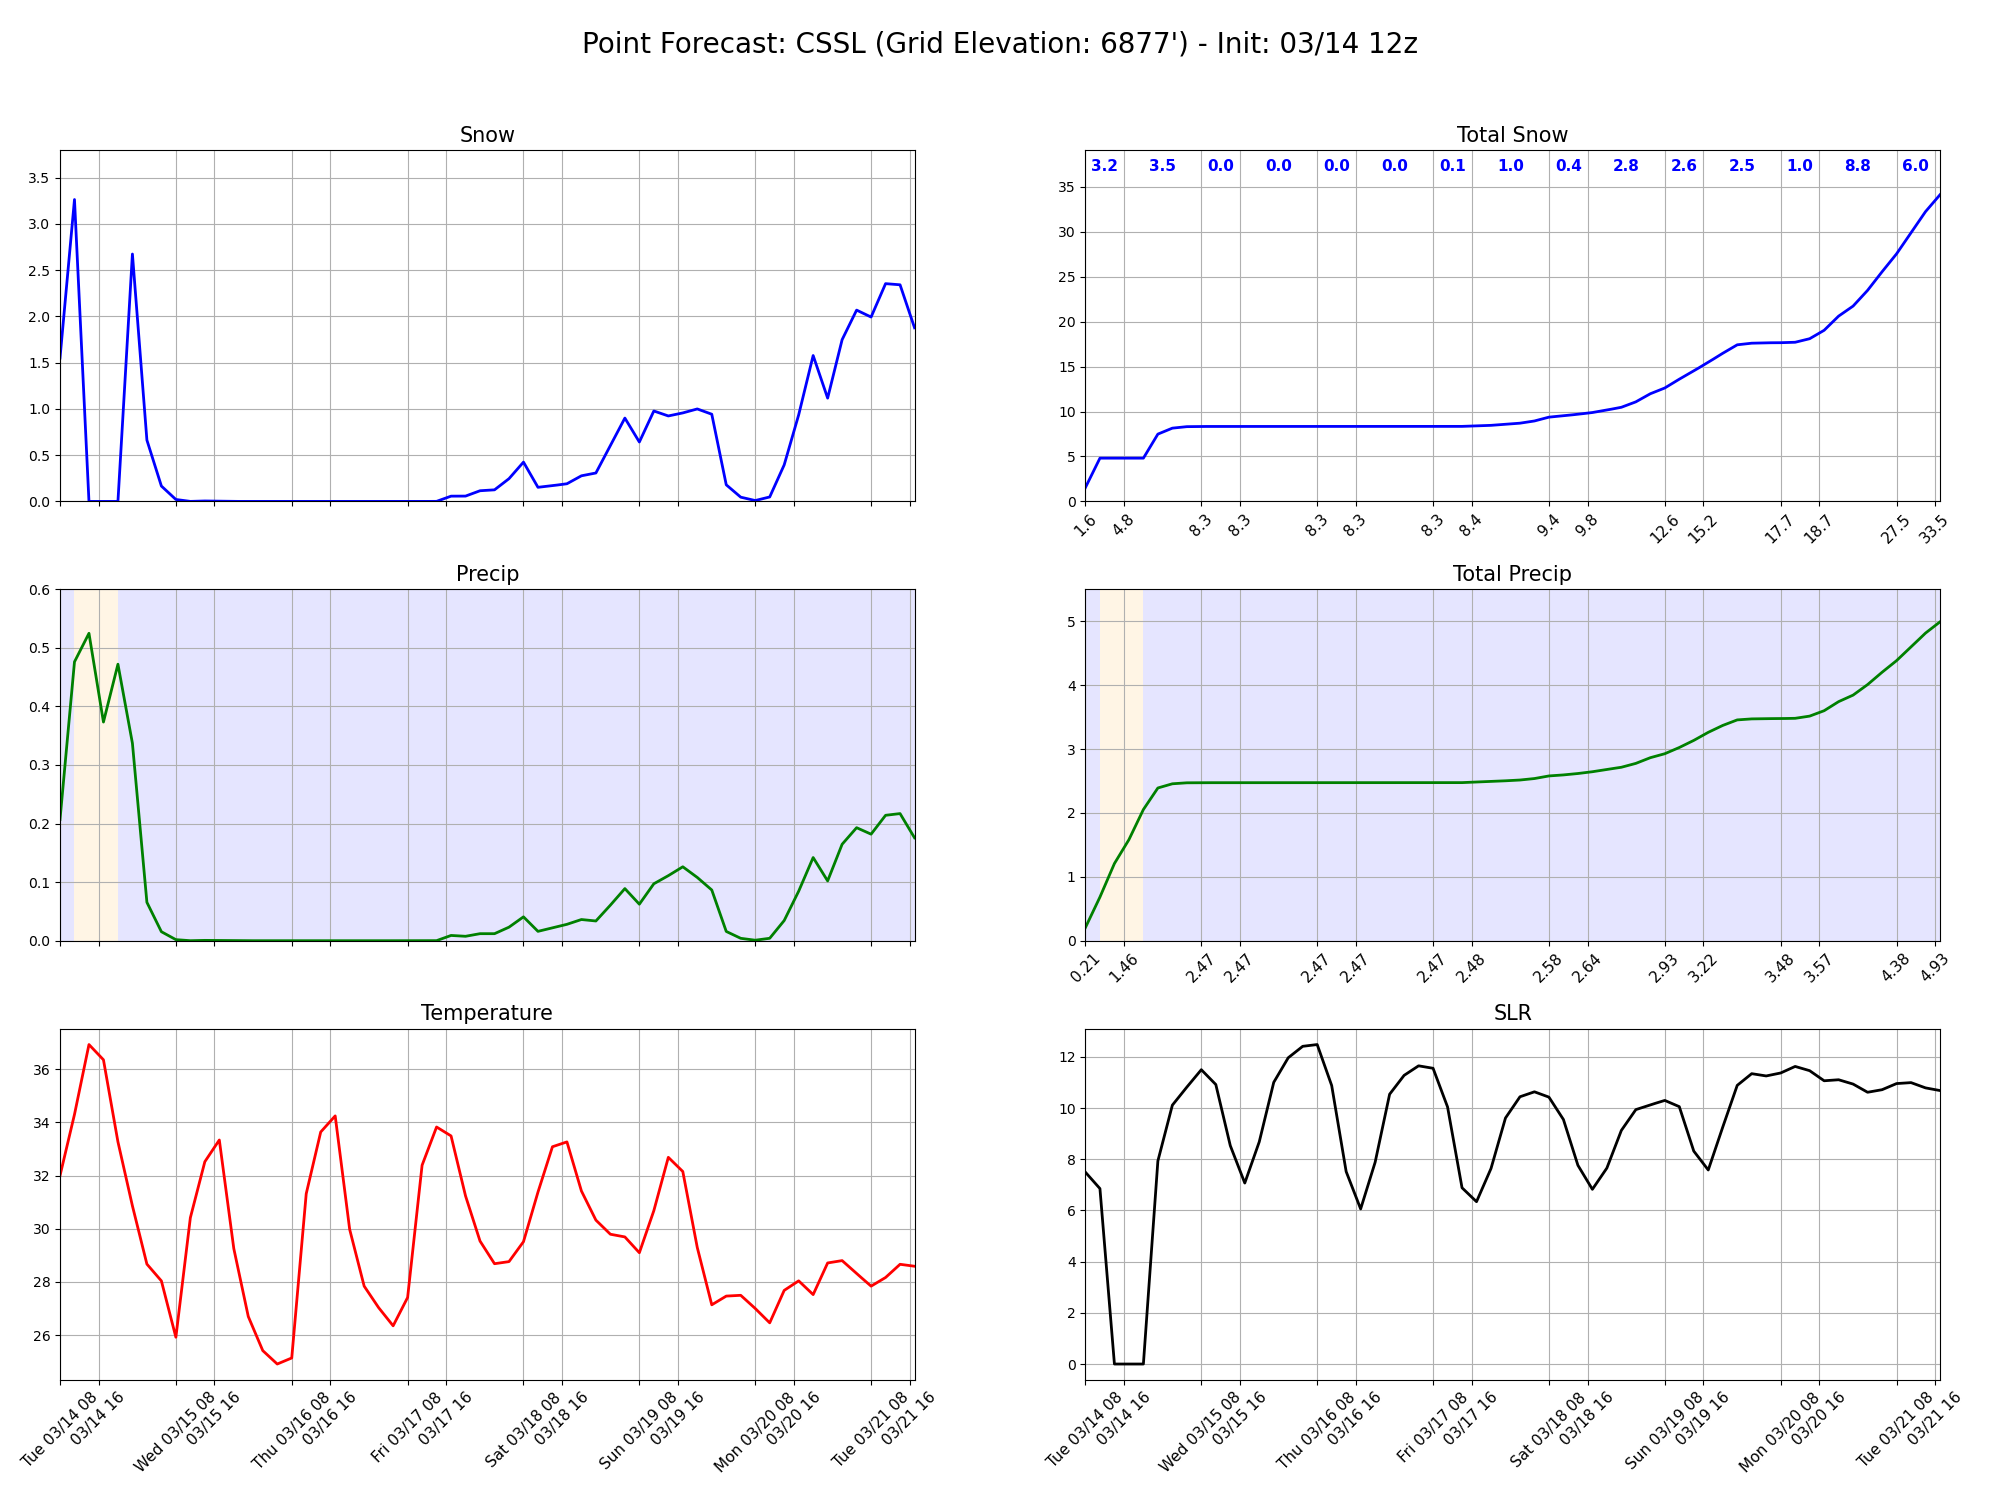 Point Forecast: CSSL (Grid Elevation: 6877') - Init: 03/14 12z
Snow
3.5
3.0
2.5
2.0
1.5
1.0
0.5
0.0
Total Snow
3.2 3.5 0.0 0.0 0.0 0.0 0.1 1.0 0.4 2.8 2.6 2.5 1.0 8.8 6.0
35
30
25
20
15
10
5
0
1.6 4.8 8.3 8.3 8.3 8.3 8.3 8.4 9.4 9.8 12.6 15.2 17.7 18.7 27.5 33.5
Precip
0.6
0.5
0.4
0.3
0.2
0.1
0.0
Total Precip
5
4
3
2
1
0
0.21 1.46 2.47 2.47 2.47 2.47 2.47 2.48 2.58 2.64 2.93 3.22 3.48 3.57 4.38 4.93
Temperature
36
34
32
30
28
26
Tue 03/14 08
03/14 16
Wed 03/15 08
03/15 16
Thu 03/16 08
03/16 16
Fri 03/17 08
03/17 16
Sat 03/18 08
03/18 16
Sun 03/19 08
03/19 16
Mon 03/20 08
03/20 16
Tue 03/21 08
03/21 16
SLR
12
10
8
6
4
2
0
Tue 03/14 08
03/14 16
Wed 03/15 08
03/15 16
Thu 03/16 08
03/16 16
Fri 03/17 08
03/17 16
Sat 03/18 08
03/18 16
Sun 03/19 08
03/19 16
Mon 03/20 08
03/20 16
Tue 03/21 08
03/21 16